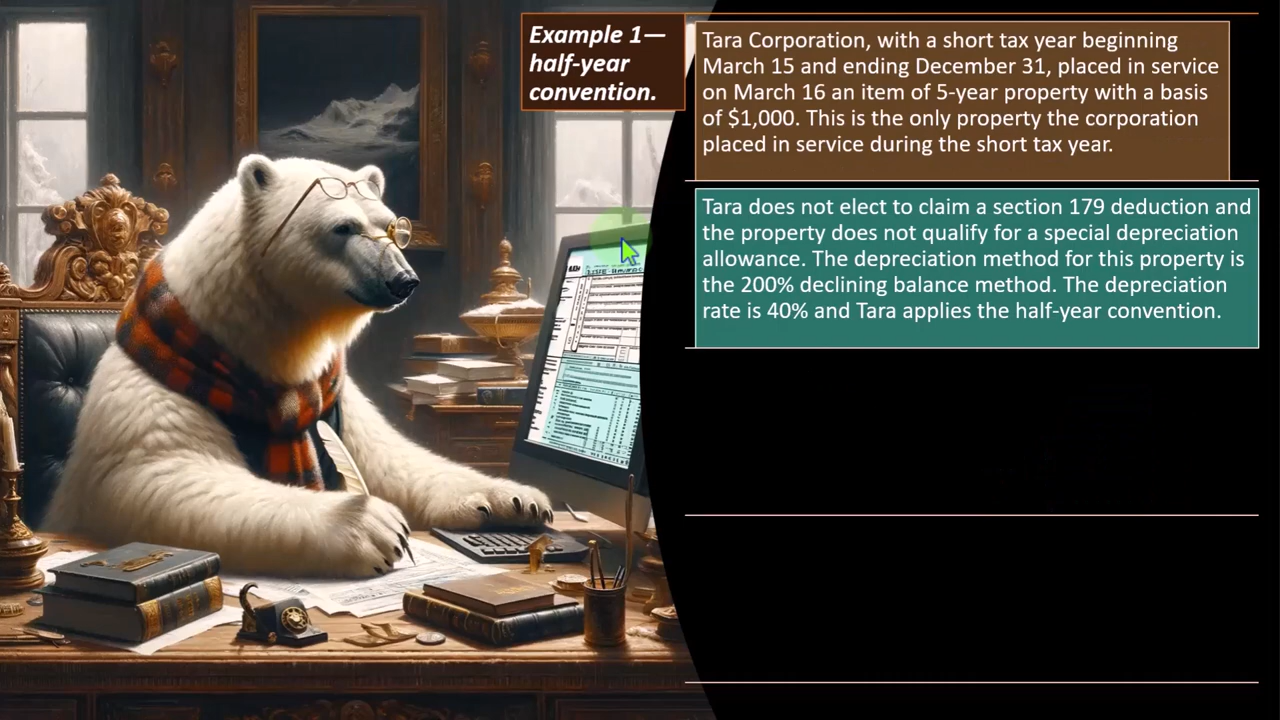 Example 1—
half-year
convention.
Tara Corporation, with a short tax year beginning
March 15 and ending December 31, placed in service
on March 16 an item of 5-year property with a basis
of $1,000. This is the only property the corporation
placed in service during the short tax year.
Tara does not elect to claim a section 179 deduction and
the property does not qualify for a special depreciation
allowance. The depreciation method for this property is
the 200% declining balance method. The depreciation
rate is 40% and Tara applies the half-year convention.